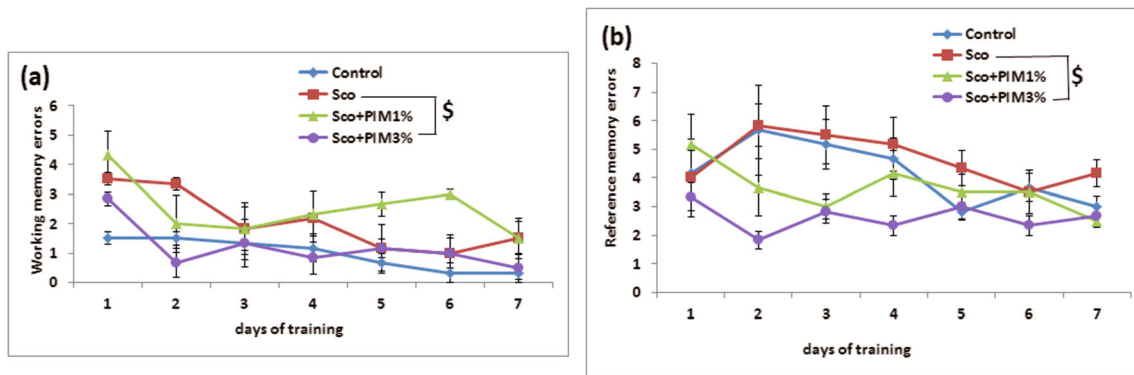 (a)
Control
Sco
Sco+PIM1%
Sco+PIM3%
$
Working memory errors
6
5
4
3
2
1
0
1 2 3 4 5 6 7
days of training
(b)
Control
Sco
Sco+PIM1%
Sco+PIM3%
$
Reference memory errors
8
7
6
5
4
3
2
1
0
1 2 3 4 5 6 7
days of training